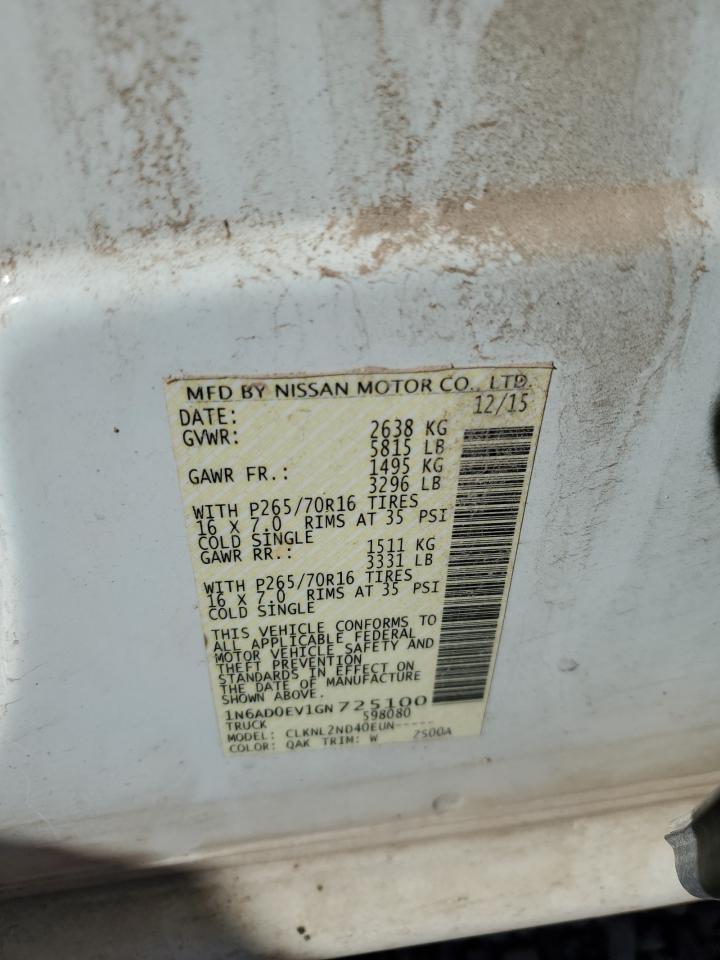 MFD BY NISSAN MOTOR CO., LTD.
DATE: 12/15
GVWR: 2638 KG
5815 LB
GAWR FR.: 1495 KG
3296 LB
WITH P265/70R16 TIRES
16 X 7.0 RIMS AT 35 PSI
COLD SINGLE
GAWR RR.: 1511 KG
3331 LB
WITH P265/70R16 TIRES
16 X 7.0 RIMS AT 35 PSI
COLD SINGLE
THIS VEHICLE CONFORMS TO
ALL APPLICABLE FEDERAL
MOTOR VEHICLE SAFETY AND
THEFT PREVENTION
STANDARDS IN EFFECT ON
THE DATE OF MANUFACTURE
SHOWN ABOVE.
1N6AD0EV1GN725100
TRUCK 598080
MODEL: CLKNL2ND40EUN-----
COLOR: QAK TRIM: W 2S00A